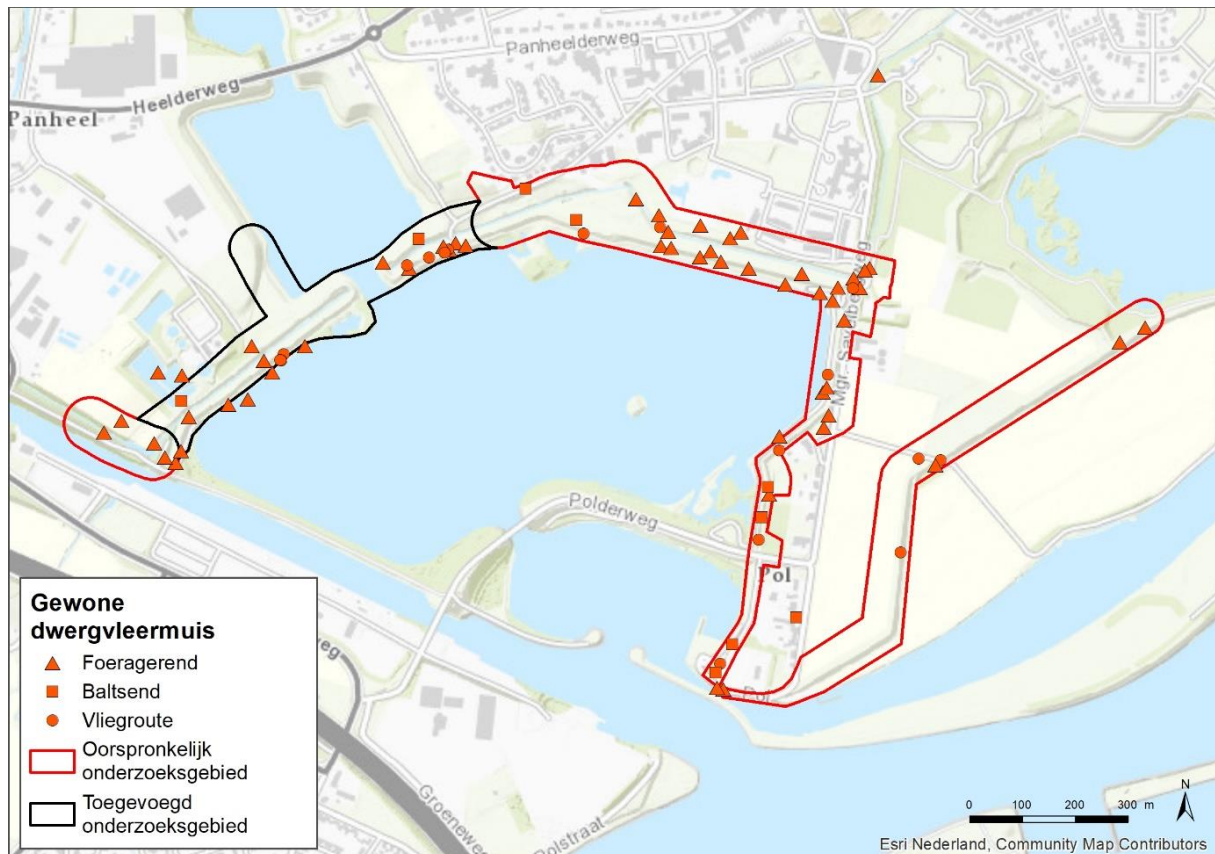 Panheelderweg
Heelderweg
Panheel
Mgr. Savelbergweg
Polderweg
Pol
Pol
Gewone
dwergvleermuis
Foeragerend
Baltsend
Vliegroute
Oorspronkelijk
onderzoeksgebied
Toegevoegd
onderzoeksgebied
Polstraat
N
0 100 200 300 m
Esri Nederland, Community Map Contributors